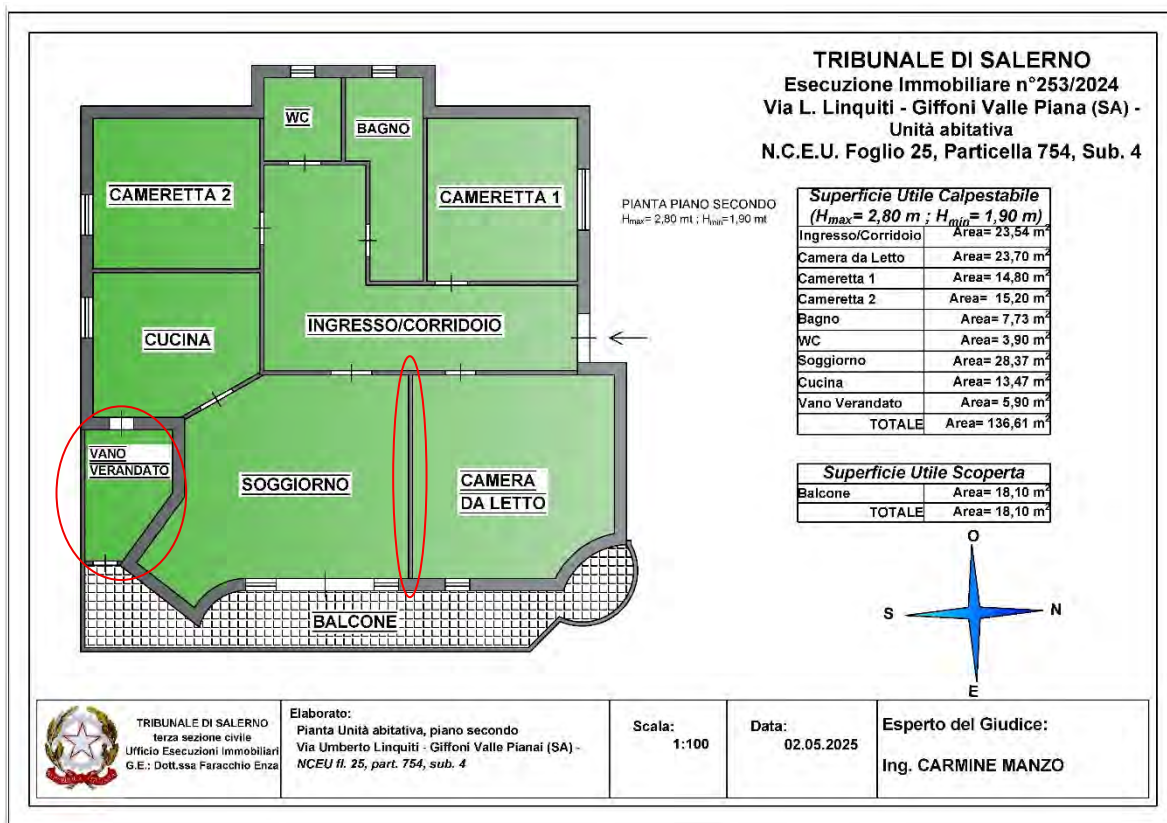 TRIBUNALE DI SALERNO
Esecuzione Immobiliare n°253/2024
Via L. Linquiti - Giffoni Valle Piana (SA) -
Unità abitativa
N.C.E.U. Foglio 25, Particella 754, Sub. 4
PIANTA PIANO SECONDO
Hmax= 2,80 mt ; Hmin=1,90 mt
Superficie Utile Calpestabile
(Hmax= 2,80 m ; Hmin= 1,90 m)
Ingresso/Corridoio Area= 23,54 m²
Camera da Letto Area= 23,70 m²
Cameretta 1 Area= 14,80 m²
Cameretta 2 Area= 15,20 m²
Bagno Area= 7,73 m²
WC Area= 3,90 m²
Soggiorno Area= 28,37 m²
Cucina Area= 13,47 m²
Vano Verandato Area= 5,90 m²
TOTALE Area= 136,61 m²
Superficie Utile Scoperta
Balcone Area= 18,10 m²
TOTALE Area= 18,10 m²
WC
BAGNO
CAMERETTA 2
CAMERETTA 1
CUCINA
INGRESSO/CORRIDOIO
VANO
VERANDATO
SOGGIORNO
CAMERA
DA LETTO
BALCONE
O
S
N
E
TRIBUNALE DI SALERNO
terza sezione civile
Ufficio Esecuzioni Immobiliari
G.E.: Dott.ssa Faracchio Enza
Elaborato:
Pianta Unità abitativa, piano secondo
Via Umberto Linquiti - Giffoni Valle Pianai (SA) -
NCEU fl. 25, part. 754, sub. 4
Scala:
1:100
Data:
02.05.2025
Esperto del Giudice:
Ing. CARMINE MANZO